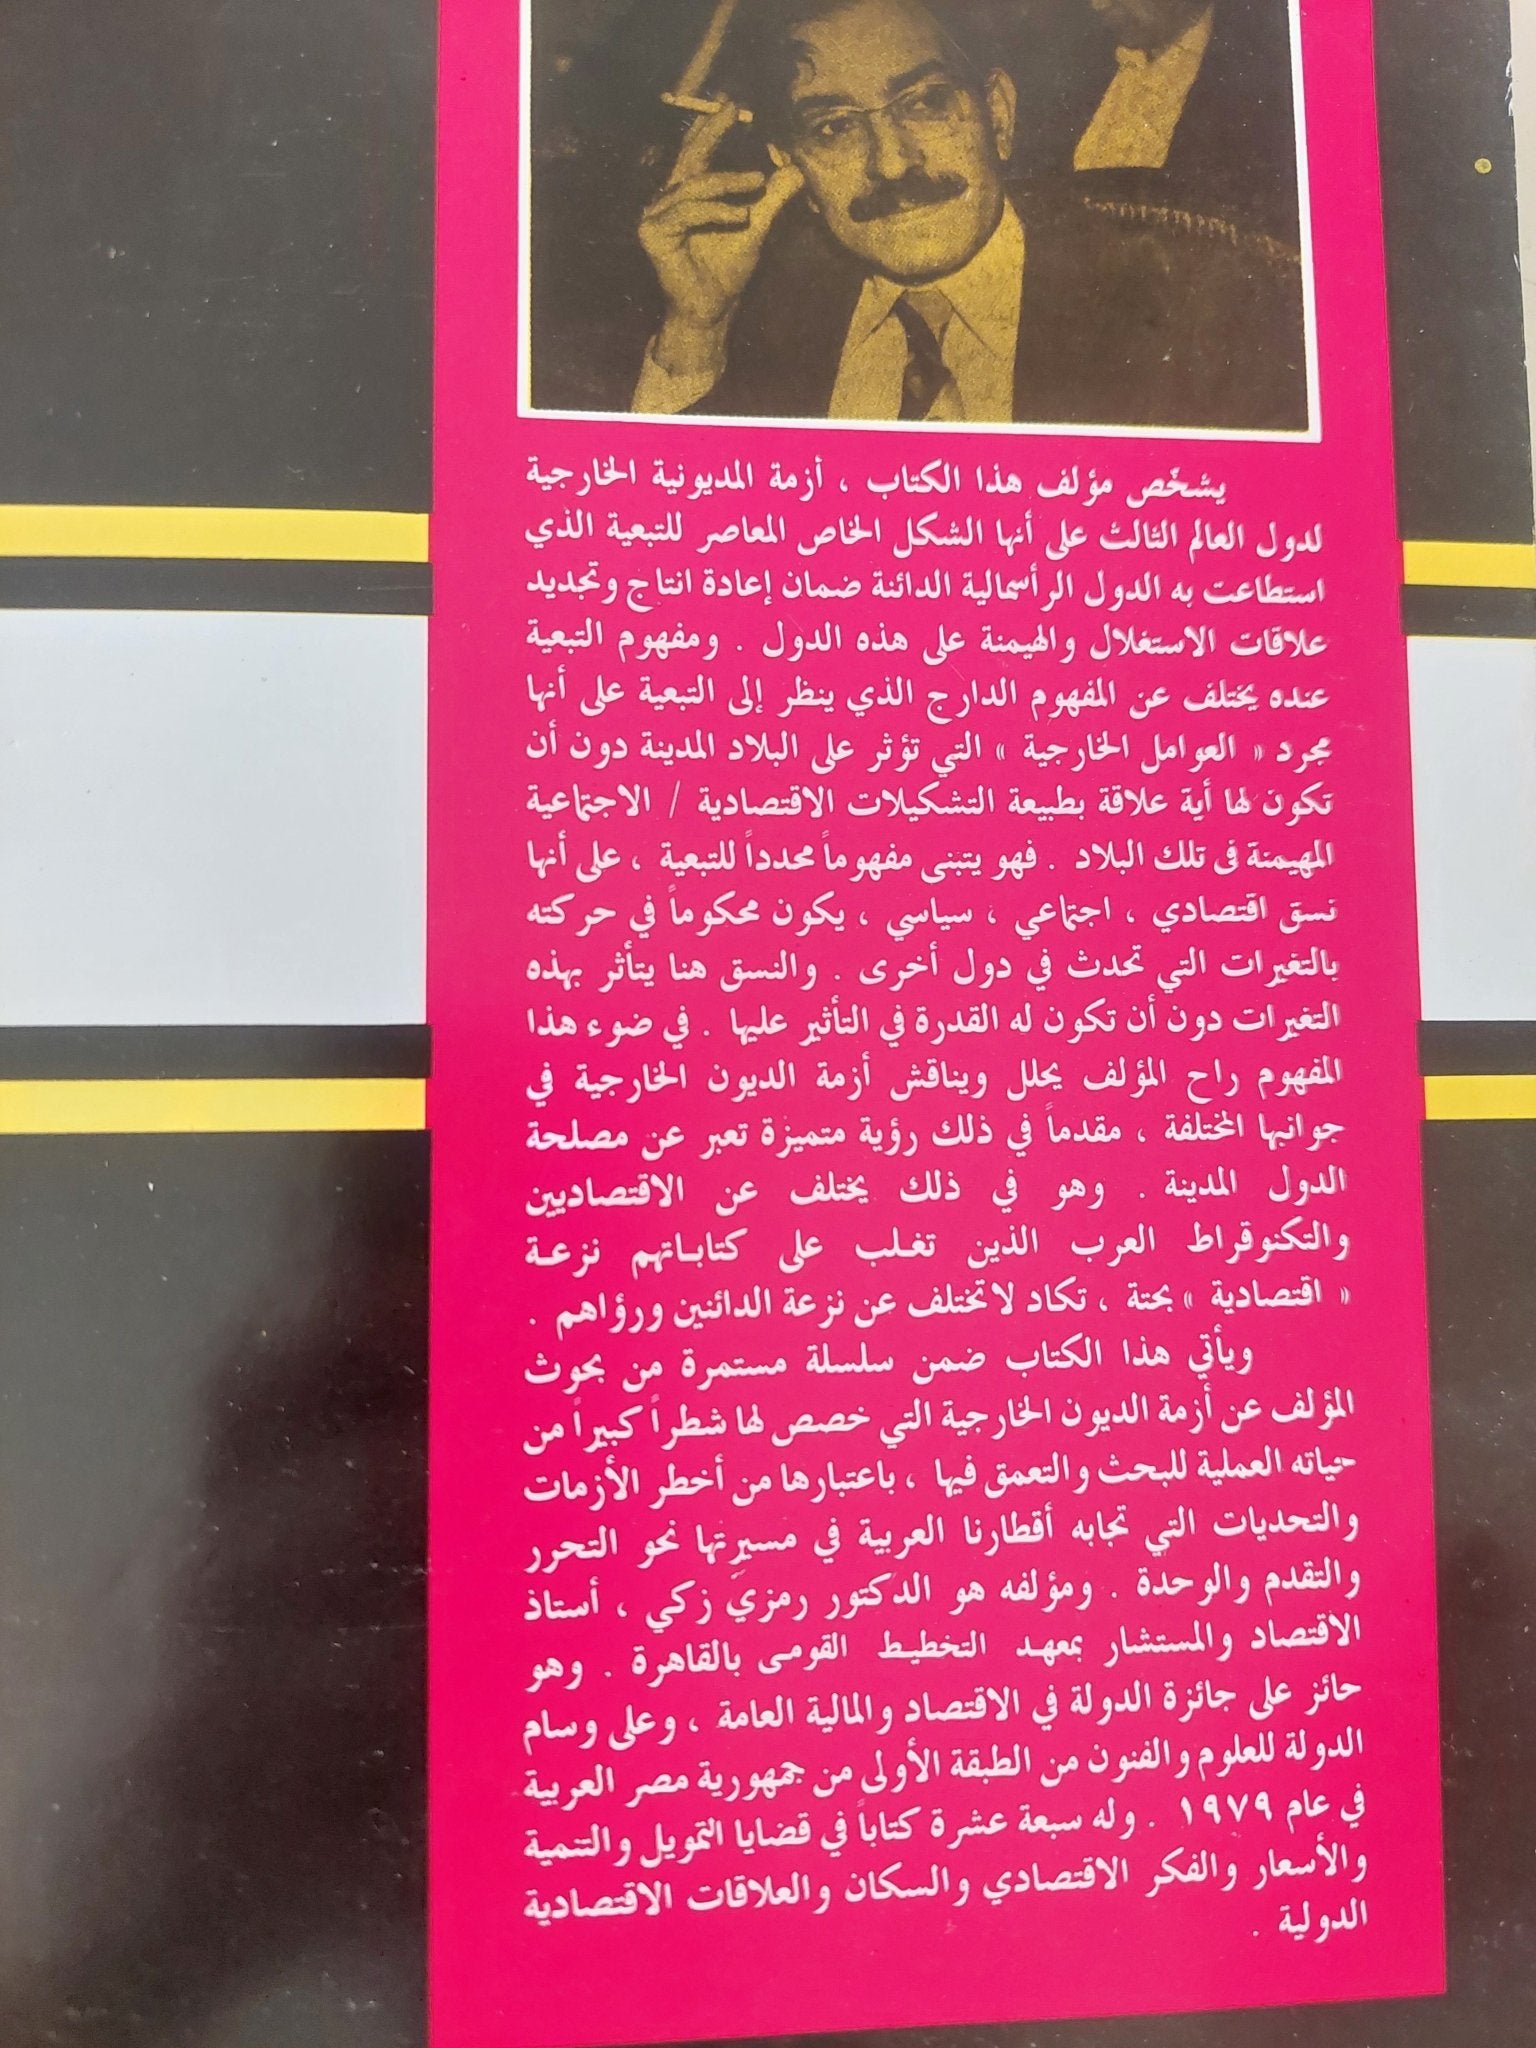 يشخّص مؤلف هذا الكتاب ، أزمة المديونية الخارجية
لدول العالم الثالث على أنها الشكل الخاص المعاصر للتبعية الذي
استطاعت به الدول الرأسمالية الدائنة ضمان إعادة انتاج وتجديد
علاقات الاستغلال والهيمنة على هذه الدول . ومفهوم التبعية
عنده يختلف عن المفهوم الدارج الذي ينظر إلى التبعية على أنها
مجرد « العوامل الخارجية » التي تؤثر على البلاد المدينة دون أن
تكون لها أية علاقة بطبيعة التشكيلات الاقتصادية / الاجتماعية
المهيمنة فى تلك البلاد . فهو يتبنى مفهوماً محدداً للتبعية ، على أنها
نسق اقتصادي ، اجتماعي ، سياسي ، يكون محكوماً في حركته
بالتغيرات التي تحدث في دول أخرى . والنسق هنا يتأثر بهذه
التغيرات دون أن تكون له القدرة في التأثير عليها . في ضوء هذا
المفهوم راح المؤلف يحلل ويناقش أزمة الديون الخارجية في
جوانبها المختلفة ، مقدماً في ذلك رؤية متميزة تعبر عن مصلحة
الدول المدينة . وهو في ذلك يختلف عن الاقتصاديين
والتكنوقراط العرب الذين تغلب على كتاباتهم نزعة
« اقتصادية » بحتة ، تكاد لاتختلف عن نزعة الدائنين ورؤاهم .
ويأتي هذا الكتاب ضمن سلسلة مستمرة من بحوث
المؤلف عن أزمة الديون الخارجية التي خصص لها شطراً كبيراً من
حياته العملية للبحث والتعمق فيها ، باعتبارها من أخطر الأزمات
والتحديات التي تجابه أقطارنا العربية في مسيرتها نحو التحرر
والتقدم والوحدة . ومؤلفه هو الدكتور رمزي زكي ، أستاذ
الاقتصاد والمستشار بمعهد التخطيط القومى بالقاهرة . وهو
حائز على جائزة الدولة في الاقتصاد والمالية العامة ، وعلى وسام
الدولة للعلوم والفنون من الطبقة الأولى من جمهورية مصر العربية
في عام ١٩٧٩ . وله سبعة عشرة كتاباً في قضايا التمويل والتنمية
والأسعار والفكر الاقتصادي والسكان والعلاقات الاقتصادية
الدولية .